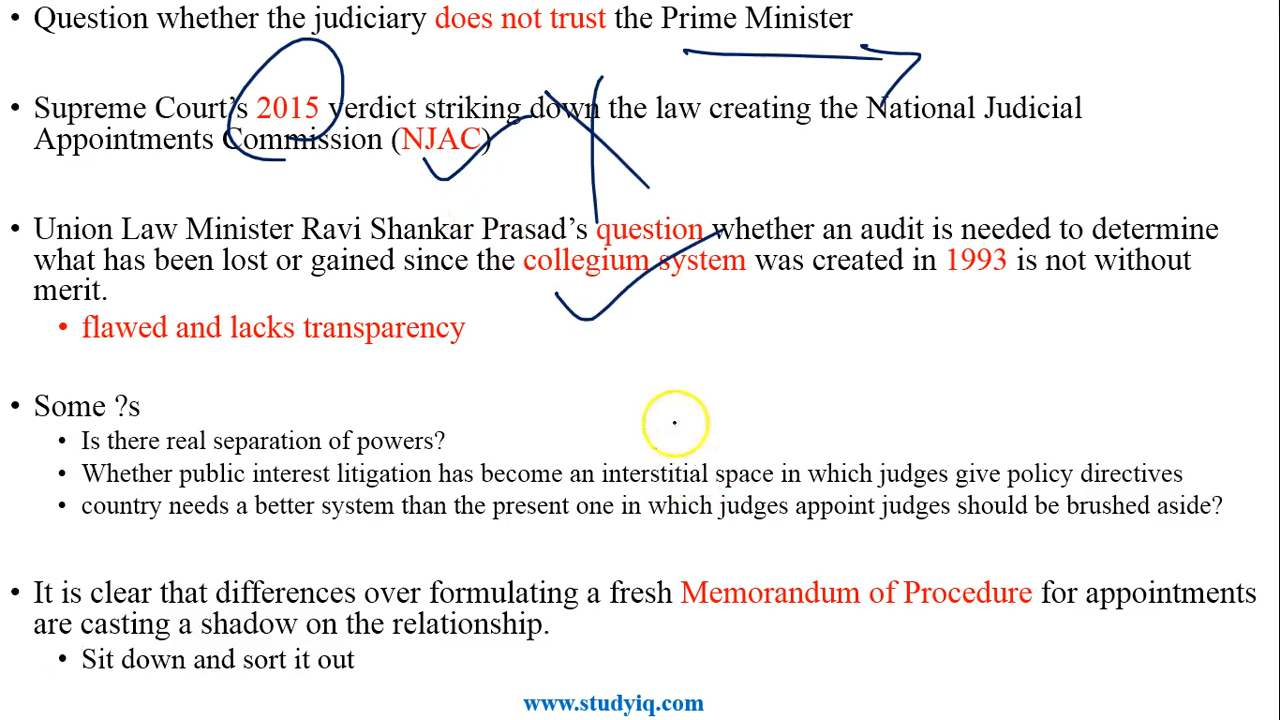 • Question whether the judiciary does not trust the Prime Minister
• Supreme Court's 2015 verdict striking down the law creating the National Judicial
Appointments Commission (NJAC)
• Union Law Minister Ravi Shankar Prasad's question whether an audit is needed to determine
what has been lost or gained since the collegium system was created in 1993 is not without
merit.
• flawed and lacks transparency
• Some ?s
• Is there real separation of powers?
• Whether public interest litigation has become an interstitial space in which judges give policy directives
• country needs a better system than the present one in which judges appoint judges should be brushed aside?
• It is clear that differences over formulating a fresh Memorandum of Procedure for appointments
are casting a shadow on the relationship.
• Sit down and sort it out
www.studyiq.com